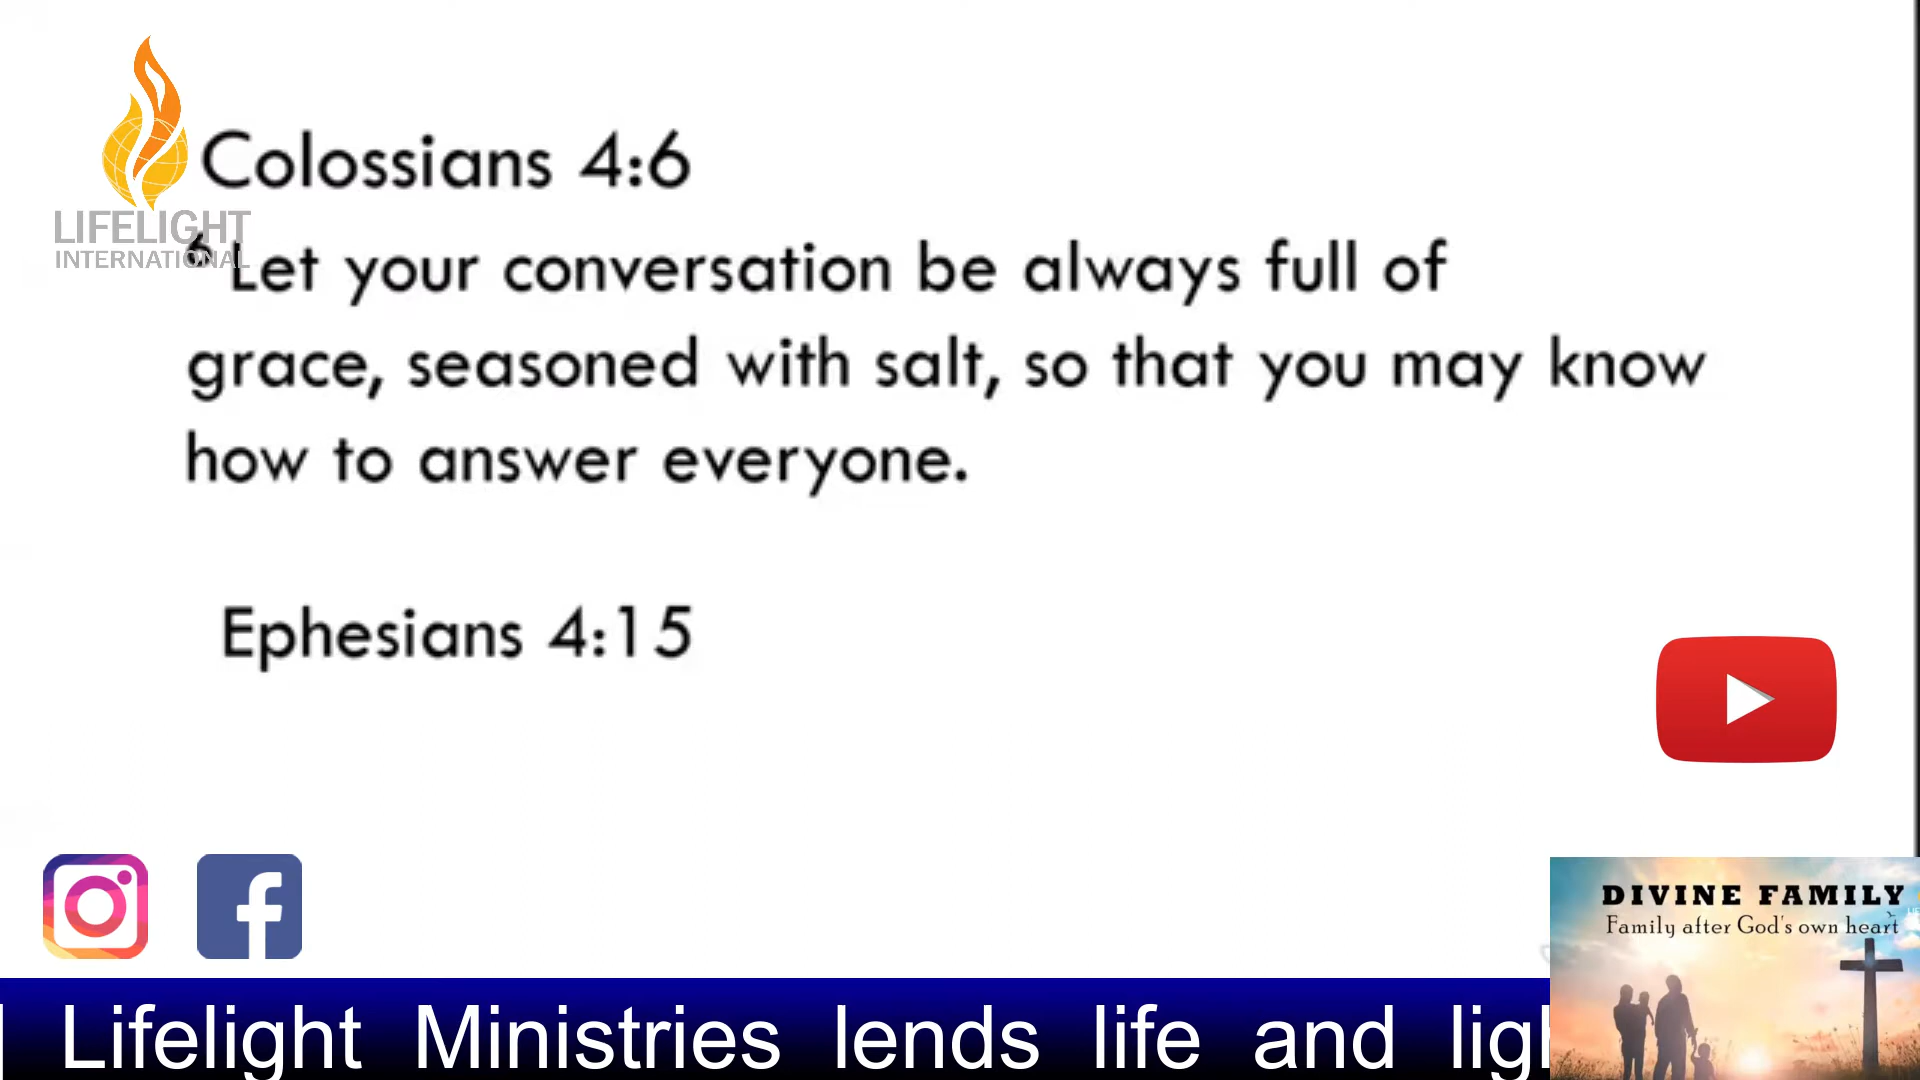 Colossians 4:6
LIFELIGHT
INTERNATIONAL
6 Let your conversation be always full of
grace, seasoned with salt, so that you may know
how to answer everyone.
Ephesians 4:15
DIVINE FAMILY
Family after God's own heart
Lifelight Ministries lends life and